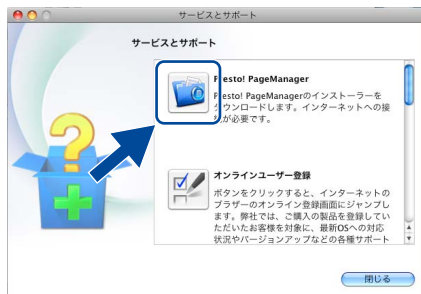 サービスとサポート
サービスとサポート
Presto! PageManager
Presto! PageManagerのインストーラーを
ダウンロードします。インターネットへの接
続が必要です。
オンラインユーザー登録
ボタンをクリックすると、インターネットの
ブラザーのオンライン登録画面にジャンプし
ます。弊社では、ご購入の製品を登録してい
ただいたお客様を対象に、最新OSへの対応
状況やバージョンアップなどの各種サポート
閉じる